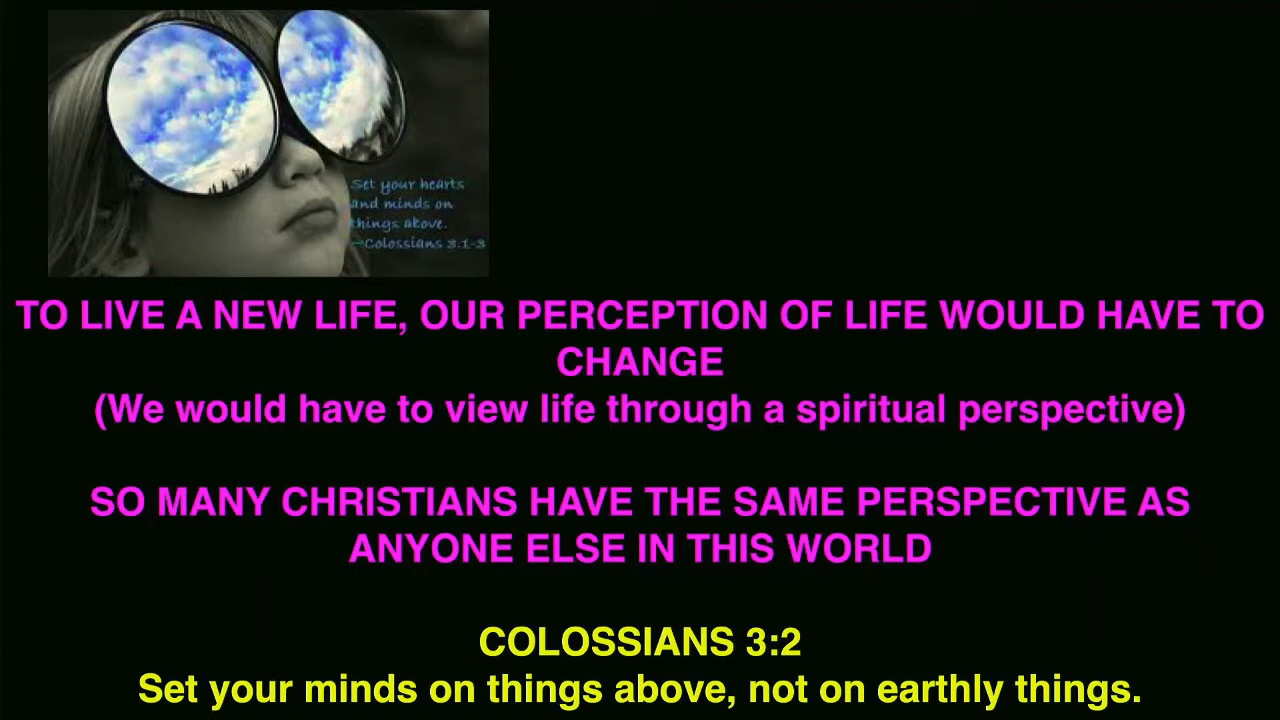 Set your hearts
and minds on
things above.
—Colossians 3:1-3
TO LIVE A NEW LIFE, OUR PERCEPTION OF LIFE WOULD HAVE TO
CHANGE
(We would have to view life through a spiritual perspective)
SO MANY CHRISTIANS HAVE THE SAME PERSPECTIVE AS
ANYONE ELSE IN THIS WORLD
COLOSSIANS 3:2
Set your minds on things above, not on earthly things.